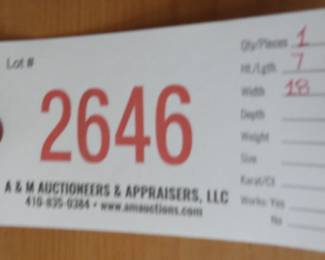 Lot #
2646
A & M AUCTIONEERS & APPRAISERS, LLC
410-835-0384 • www.amauctions.com
Qty/Pieces 1
Ht./Lgth 7
Width 18
Depth
Weight
Size
Karat/Ct
Works: Yes
No